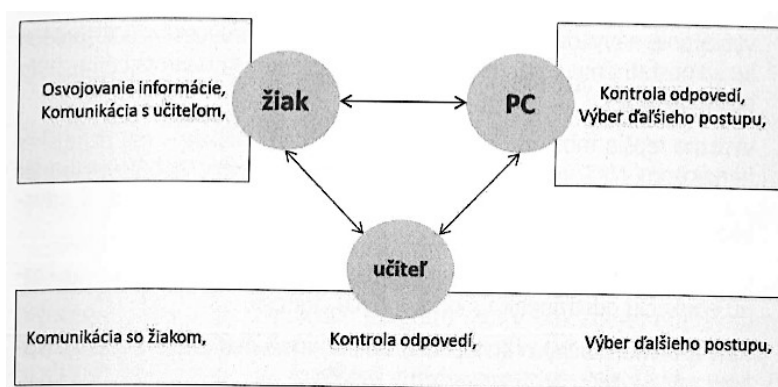 Osvojovanie informácie,
Komunikácia s učiteľom,
žiak
PC
Kontrola odpovedí,
Výber ďaľšieho postupu,
učiteľ
Komunikácia so žiakom,
Kontrola odpovedí,
Výber ďalšieho postupu,